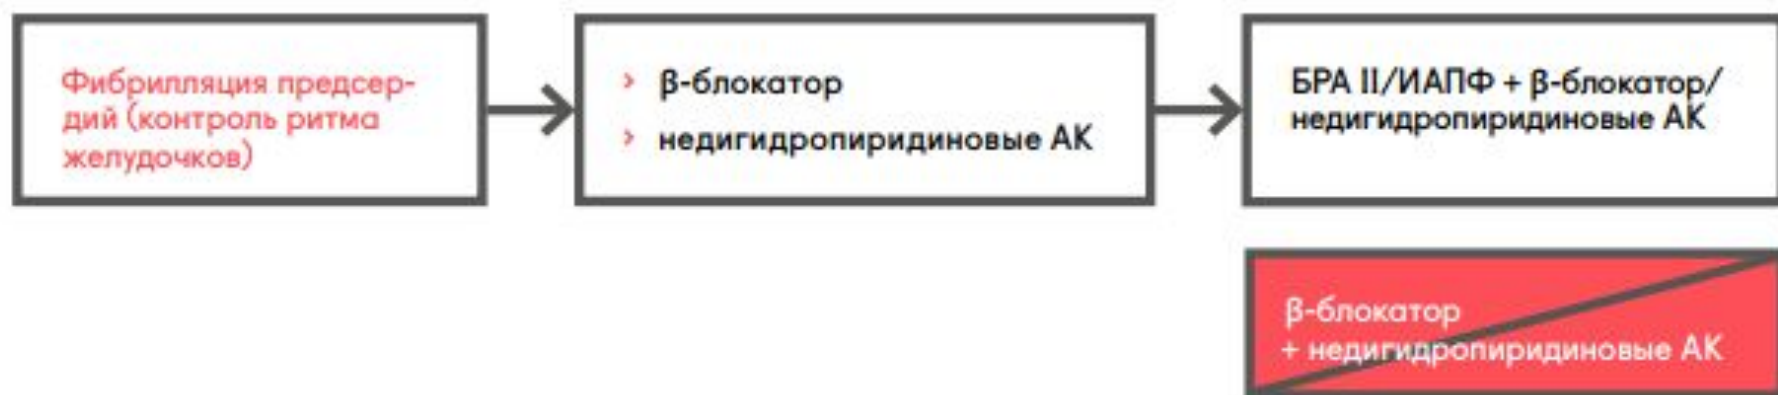 Фибрилляция предсер-
дий (контроль ритма
желудочков)
› β-блокатор
› недигидропиридиновые АК
БРА II/ИАПФ + β-блокатор/
недигидропиридиновые АК
β-блокатор
+ недигидропиридиновые АК